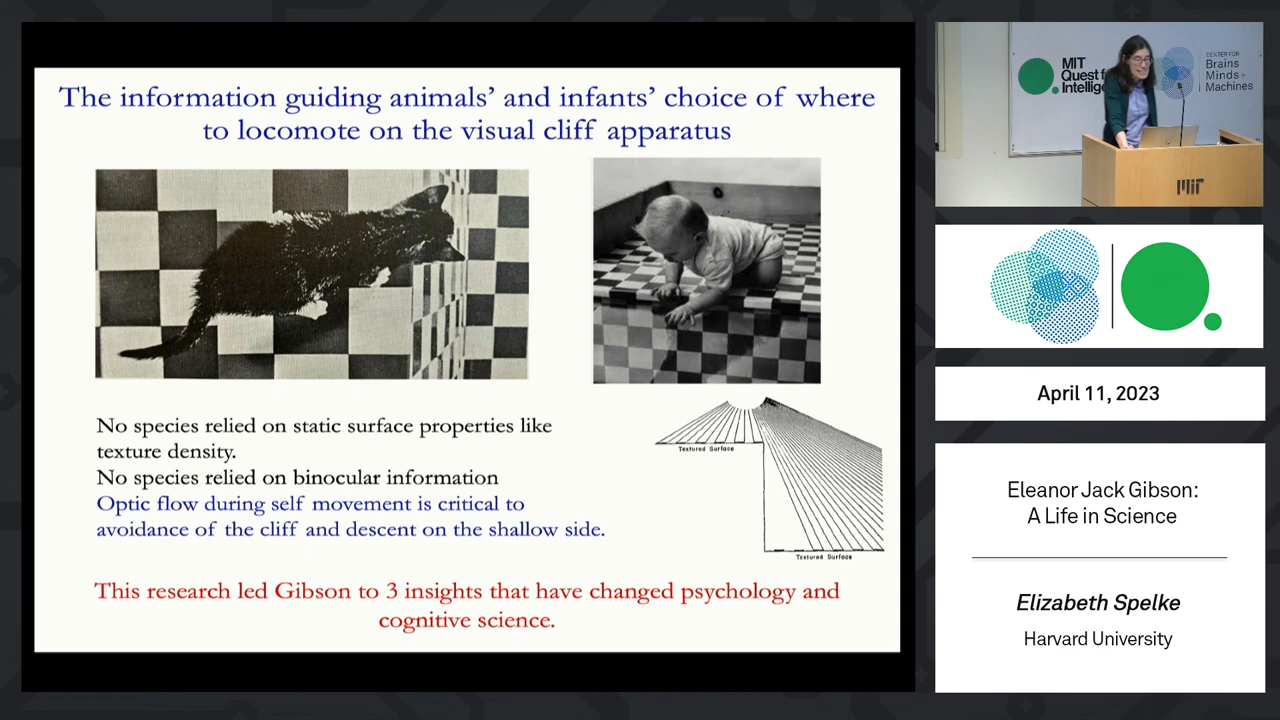 The information guiding animals' and infants' choice of where
to locomote on the visual cliff apparatus
No species relied on static surface properties like
texture density.
No species relied on binocular information
Optic flow during self movement is critical to
avoidance of the cliff and descent on the shallow side.
Textured Surface
Textured Surface
This research led Gibson to 3 insights that have changed psychology and
cognitive science.
MIT
Quest f
Intellige
CENTER FOR
Brains
Minds+
Machines
MIT
April 11, 2023
Eleanor Jack Gibson:
A Life in Science
Elizabeth Spelke
Harvard University